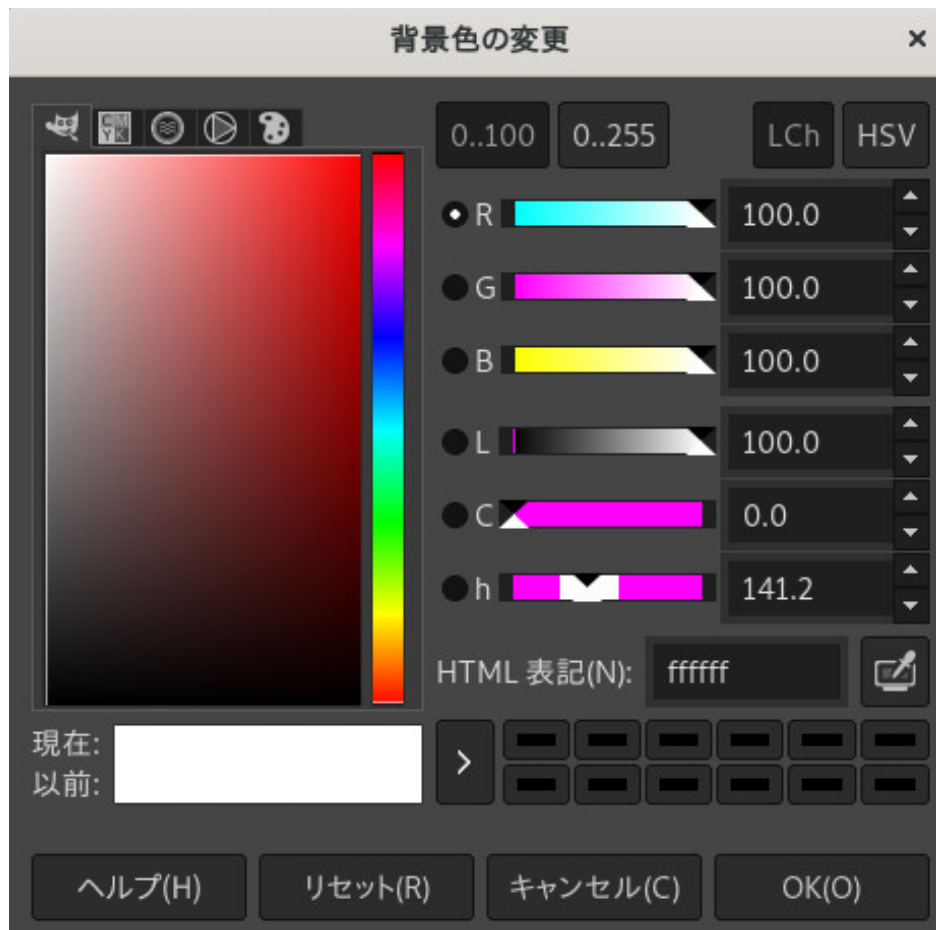 背景色の変更
0..100 0..255 LCh HSV
R 100.0
G 100.0
B 100.0
L 100.0
C 0.0
h 141.2
HTML 表記(N): ffffff
現在:
以前:
ヘルプ(H) リセット(R) キャンセル(C) OK(O)